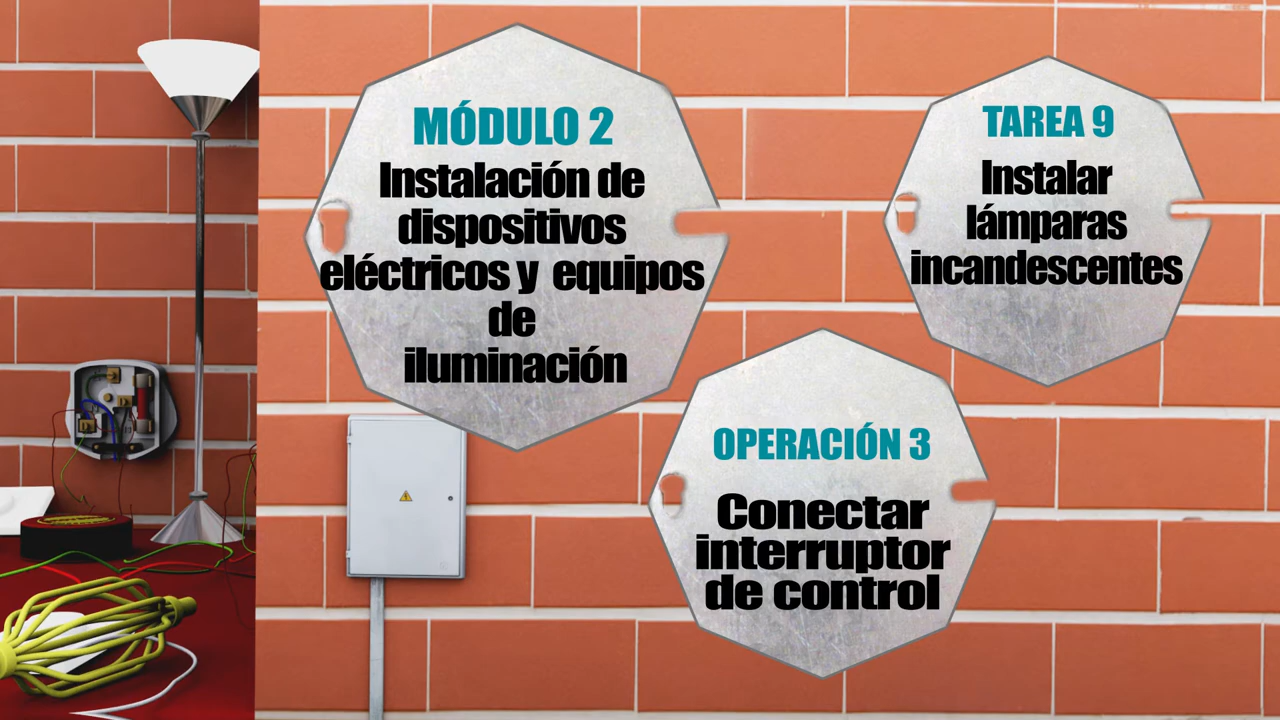 MÓDULO 2
Instalación de
dispositivos
eléctricos y equipos
de
iluminación
TAREA 9
Instalar
lámparas
incandescentes
OPERACIÓN 3
Conectar
interruptor
de control